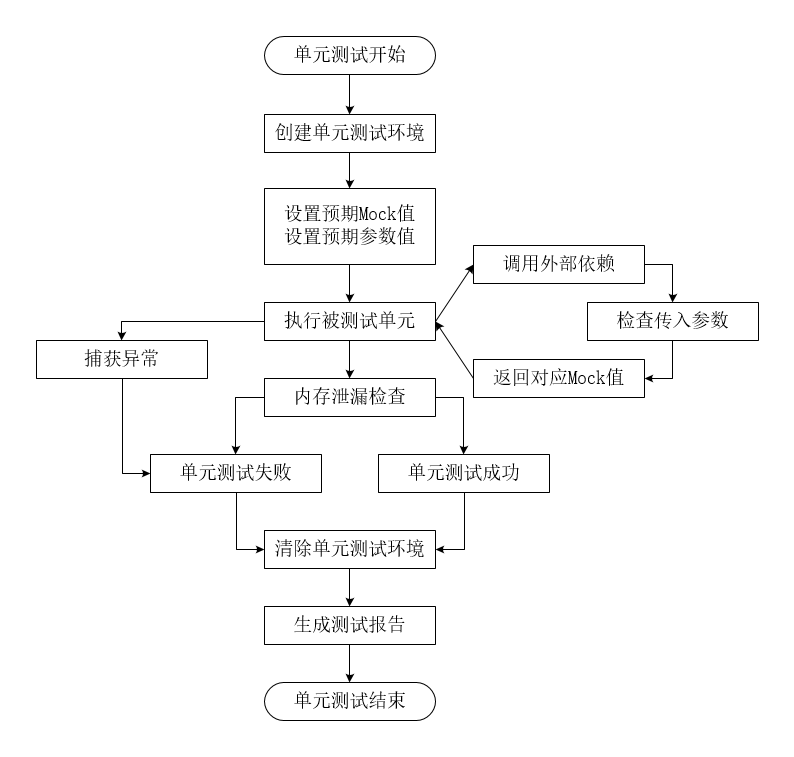 单元测试开始
创建单元测试环境
设置预期Mock值
设置预期参数值
调用外部依赖
执行被测试单元
检查传入参数
捕获异常
返回对应Mock值
内存泄漏检查
单元测试失败
单元测试成功
清除单元测试环境
生成测试报告
单元测试结束